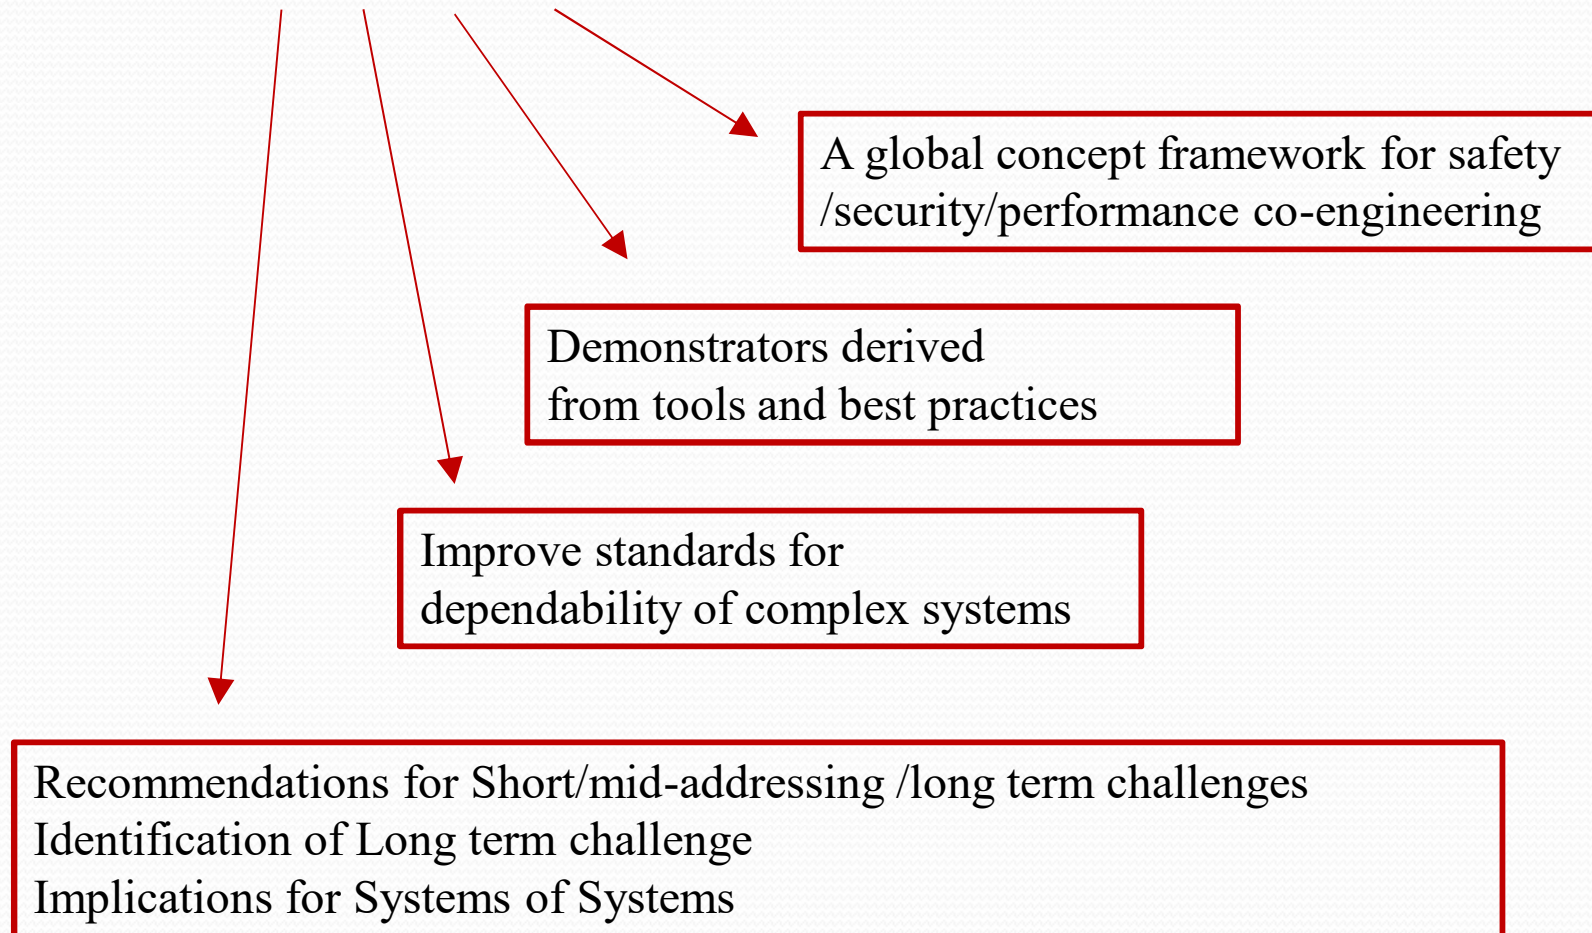 A global concept framework for safety
/security/performance co-engineering
Demonstrators derived
from tools and best practices
Improve standards for
dependability of complex systems
Recommendations for Short/mid-addressing /long term challenges
Identification of Long term challenge
Implications for Systems of Systems